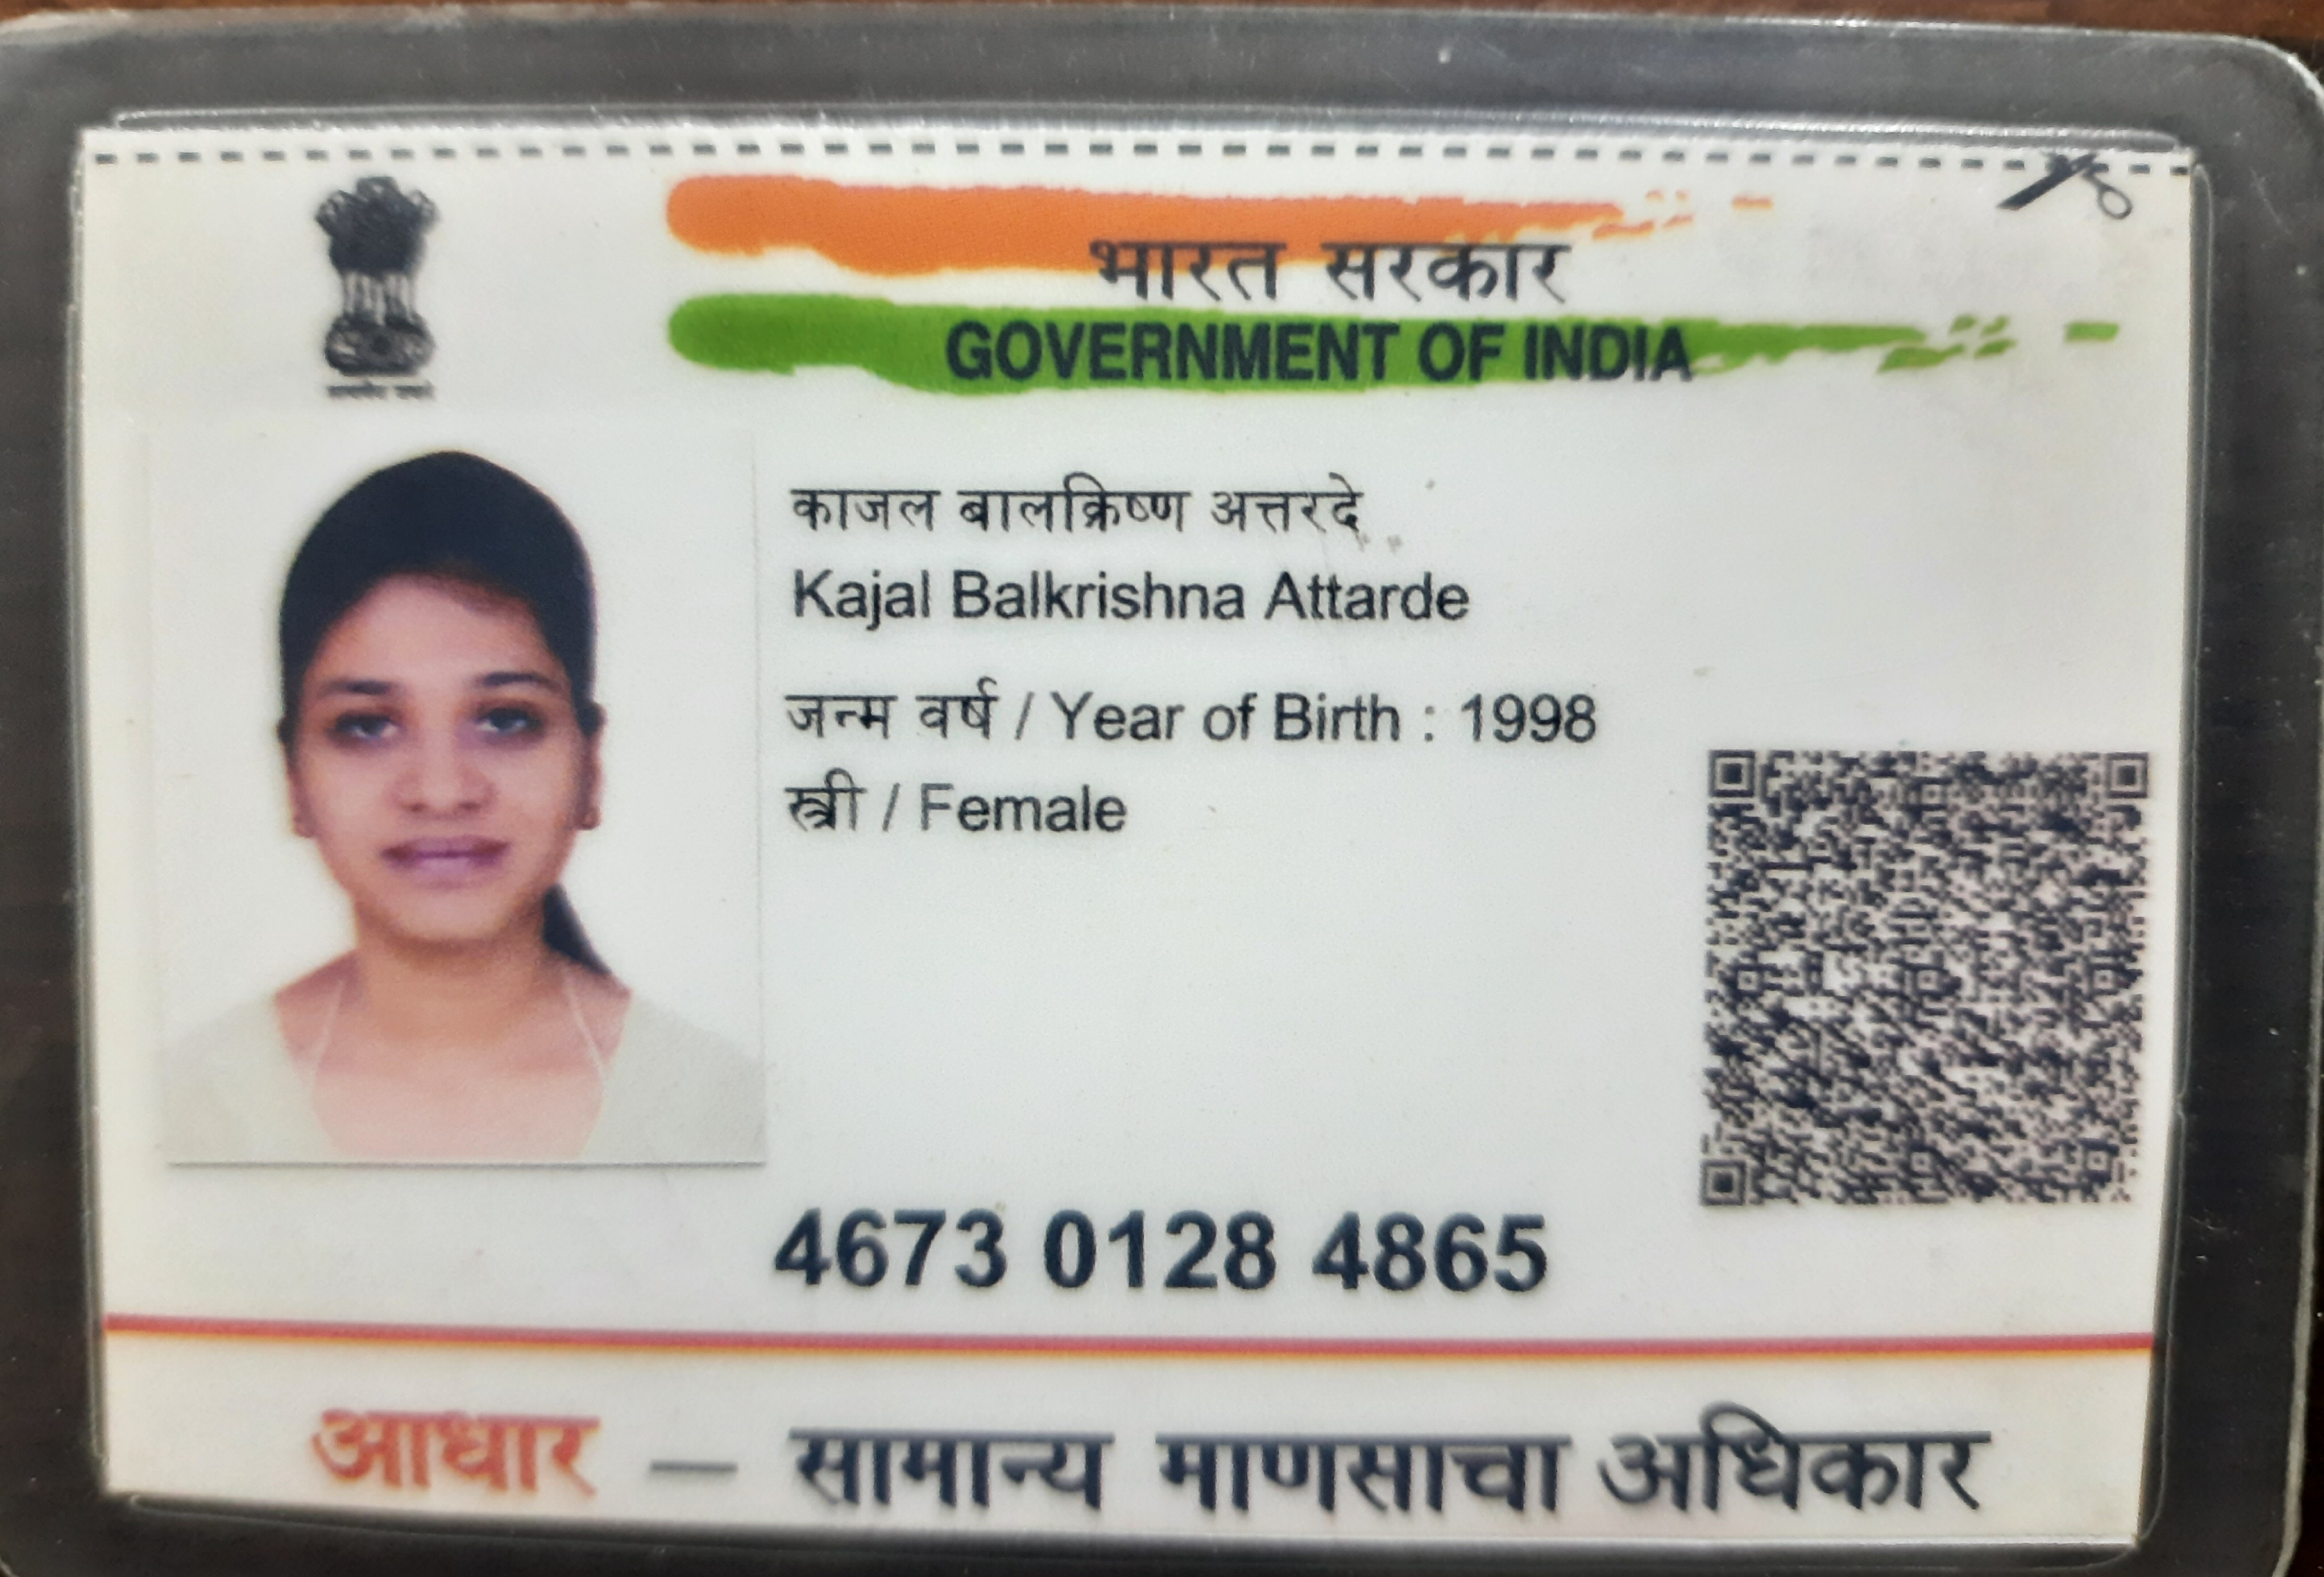 भारत सरकार
GOVERNMENT OF INDIA
काजल बालक्रिष्ण अत्तरदे
Kajal Balkrishna Attarde
जन्म वर्ष / Year of Birth : 1998
स्त्री / Female
4673 0128 4865
आधार — सामान्य माणसाचा अधिकार